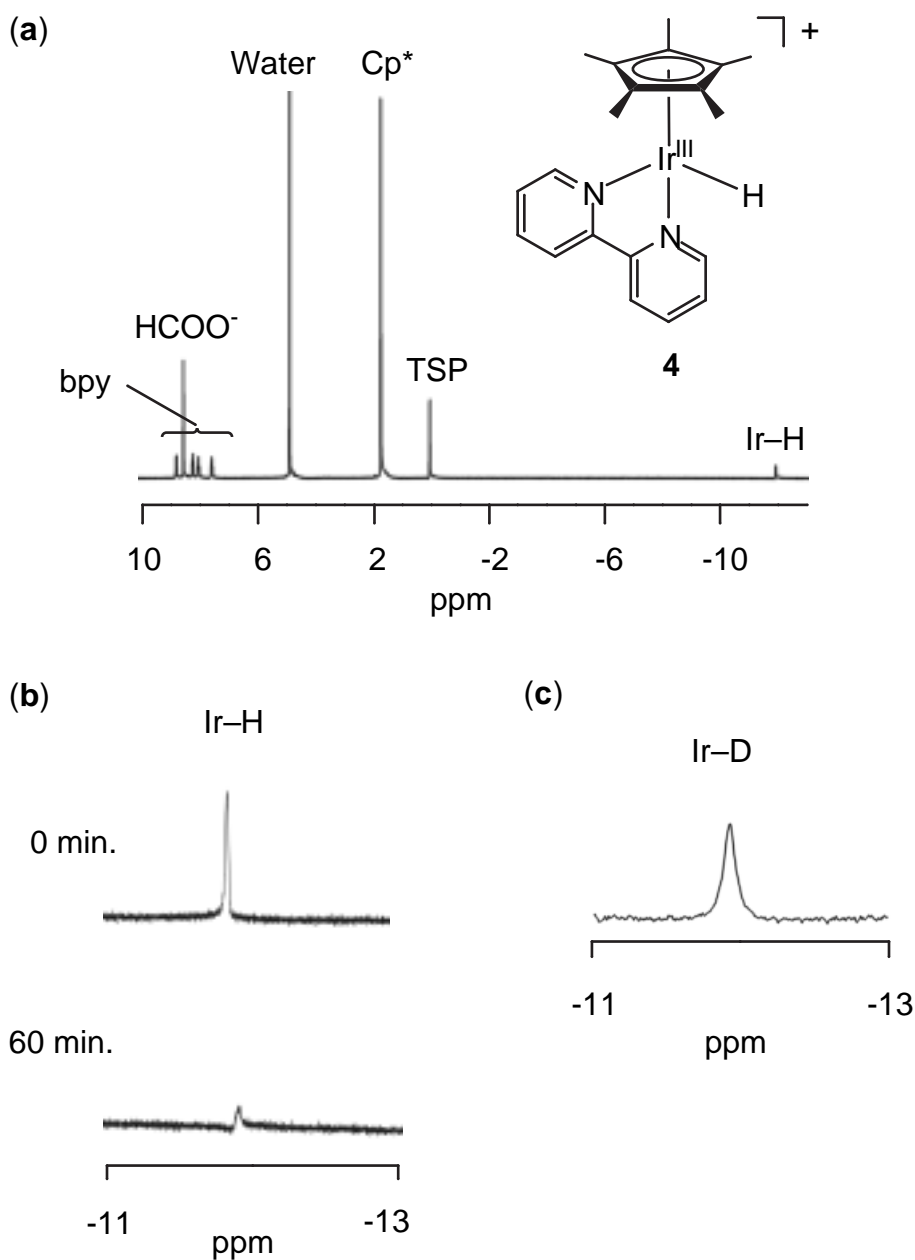 (a)
Water
Cp*
+
Ir^III
H
N
N
4
HCOO^-
bpy
TSP
Ir–H
10 6 2 -2 -6 -10
ppm
(b)
Ir–H
0 min.
60 min.
-11 -13
ppm
(c)
Ir–D
-11 -13
ppm